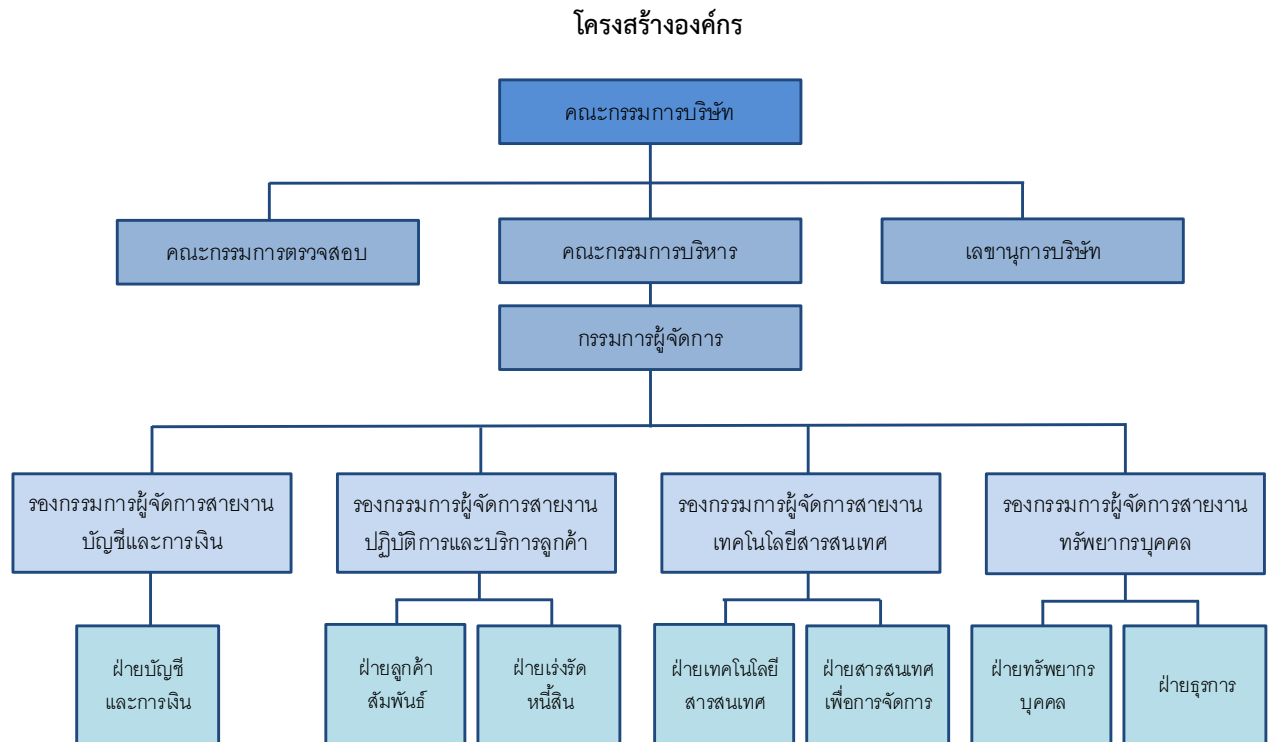 โครงสร้างองค์กร
คณะกรรมการบริษัท
คณะกรรมการตรวจสอบ
คณะกรรมการบริหาร
เลขานุการบริษัท
กรรมการผู้จัดการ
รองกรรมการผู้จัดการสายงาน
บัญชีและการเงิน
รองกรรมการผู้จัดการสายงาน
ปฏิบัติการและบริการลูกค้า
รองกรรมการผู้จัดการสายงาน
เทคโนโลยีสารสนเทศ
รองกรรมการผู้จัดการสายงาน
ทรัพยากรบุคคล
ฝ่ายบัญชี
และการเงิน
ฝ่ายลูกค้า
สัมพันธ์
ฝ่ายเร่งรัด
หนี้สิน
ฝ่ายเทคโนโลยี
สารสนเทศ
ฝ่ายสารสนเทศ
เพื่อการจัดการ
ฝ่ายทรัพยากร
บุคคล
ฝ่ายธุรการ